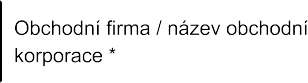 Obchodní firma / název obchodní
korporace *